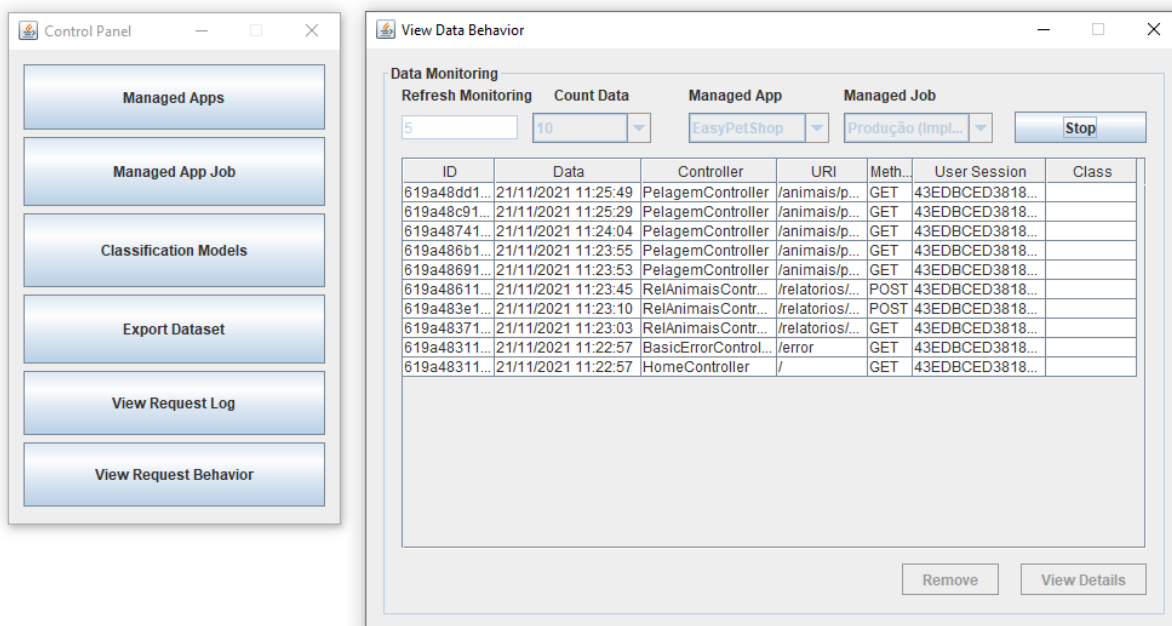 Control Panel
Managed Apps
Managed App Job
Classification Models
Export Dataset
View Request Log
View Request Behavior
View Data Behavior
Data Monitoring
Refresh Monitoring Count Data Managed App Managed Job
5 10 EasyPetShop Produção (Impl... Stop
ID Data Controller URI Meth... User Session Class
619a48dd1... 21/11/2021 11:25:49 PelagemController /animais/p... GET 43EDBCED3818...
619a48c91... 21/11/2021 11:25:29 PelagemController /animais/p... GET 43EDBCED3818...
619a48741... 21/11/2021 11:24:04 PelagemController /animais/p... GET 43EDBCED3818...
619a486b1... 21/11/2021 11:23:55 PelagemController /animais/p... GET 43EDBCED3818...
619a48691... 21/11/2021 11:23:53 PelagemController /animais/p... GET 43EDBCED3818...
619a48611... 21/11/2021 11:23:45 RelAnimaisContr... /relatorios/... POST 43EDBCED3818...
619a483e1... 21/11/2021 11:23:10 RelAnimaisContr... /relatorios/... POST 43EDBCED3818...
619a48371... 21/11/2021 11:23:03 RelAnimaisContr... /relatorios/... GET 43EDBCED3818...
619a48311... 21/11/2021 11:22:57 BasicErrorControl... /error GET 43EDBCED3818...
619a48311... 21/11/2021 11:22:57 HomeController / GET 43EDBCED3818...
Remove View Details